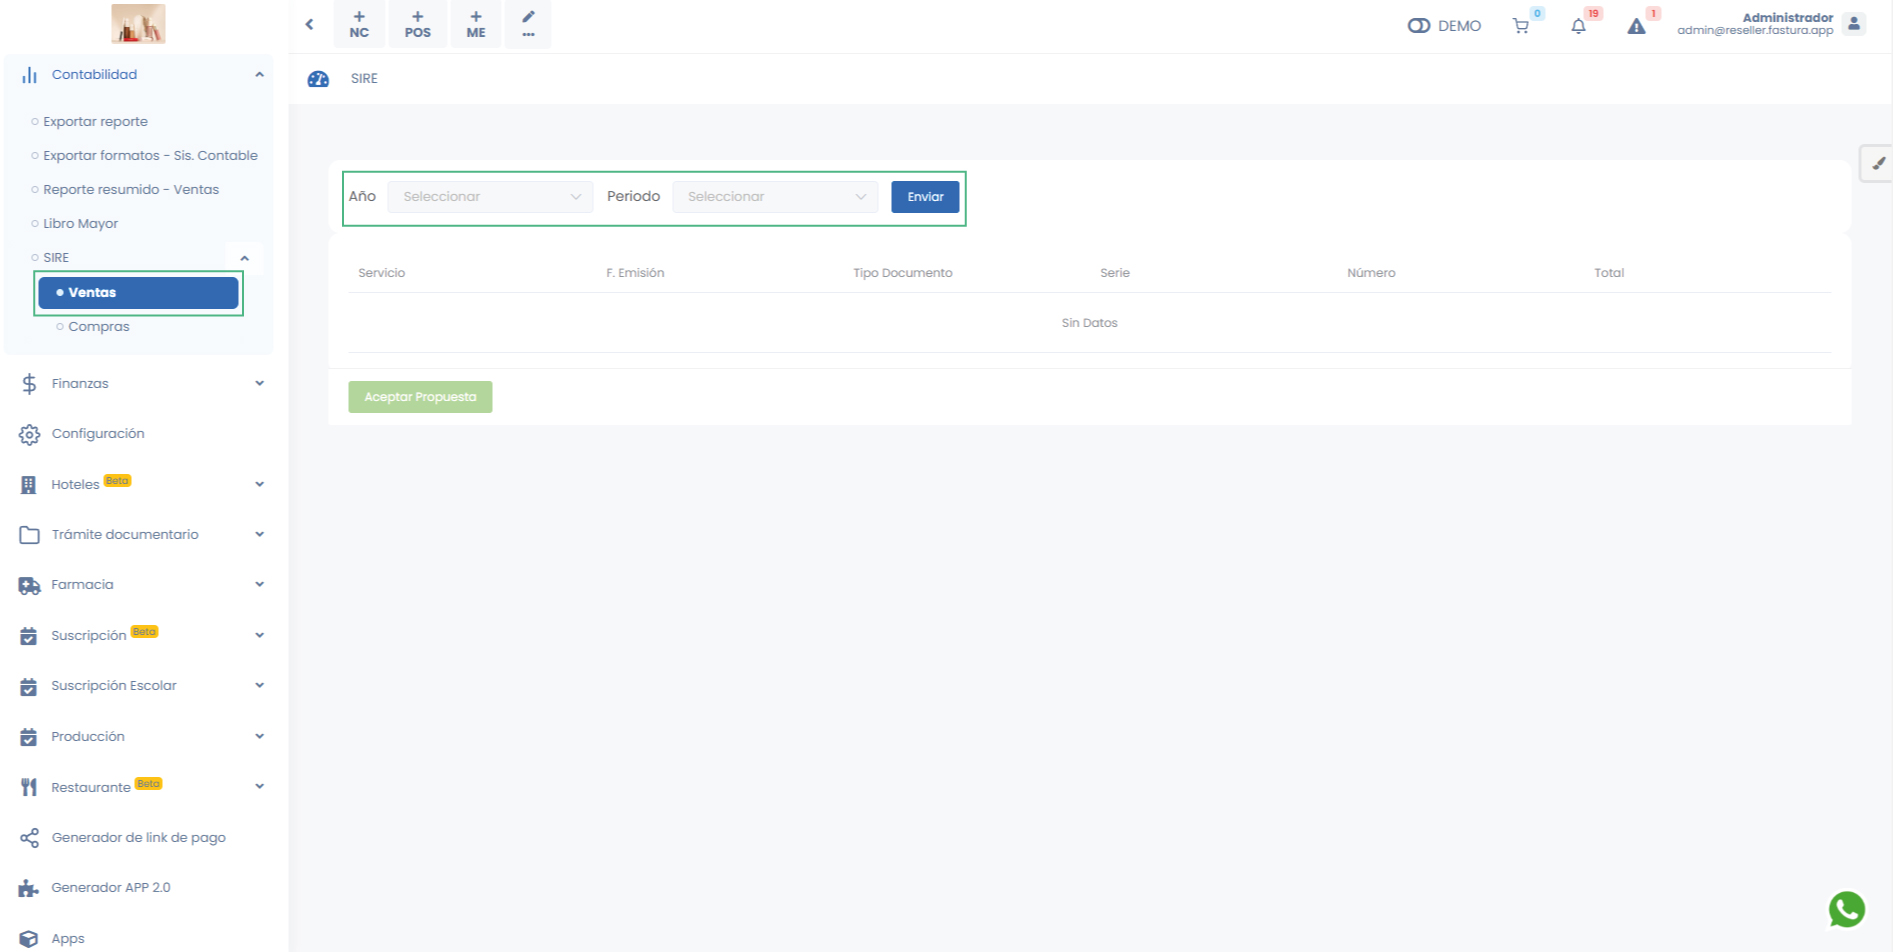 NC
POS
ME
DEMO
0
19
1
Administrador
admin@reseller.fastura.app
SIRE
Contabilidad
Exportar reporte
Exportar formatos - Sis. Contable
Reporte resumido - Ventas
Libro Mayor
SIRE
Ventas
Compras
Finanzas
Configuración
Hoteles Beta
Trámite documentario
Farmacia
Suscripción Beta
Suscripción Escolar
Producción
Restaurante Beta
Generador de link de pago
Generador APP 2.0
Apps
Año Seleccionar Periodo Seleccionar Enviar
Servicio F. Emisión Tipo Documento Serie Número Total
Sin Datos
Aceptar Propuesta